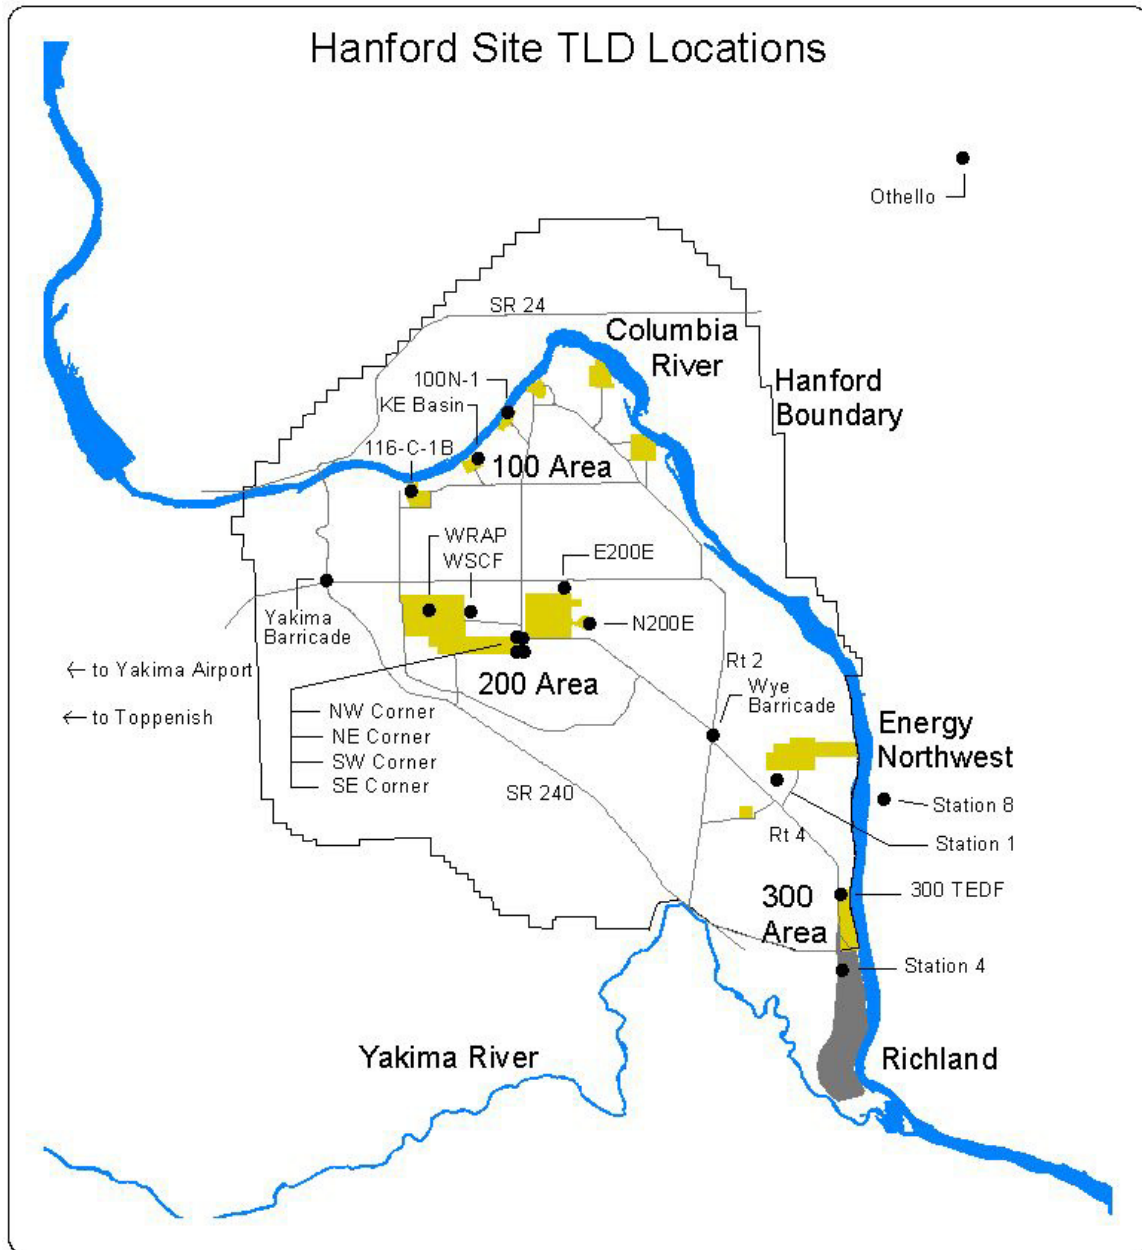 Hanford Site TLD Locations
Othello
SR 24
Columbia
River
100N-1
KE Basin
Hanford
Boundary
116-C-1B
100 Area
WRAP
WSCF
E200E
Yakima
Barricade
N200E
← to Yakima Airport
Rt 2
200 Area
Wye
Barricade
← to Toppenish
NW Corner
NE Corner
SW Corner
SE Corner
Energy
Northwest
SR 240
Station 8
Rt 4
Station 1
300
Area
300 TEDF
Station 4
Yakima River
Richland